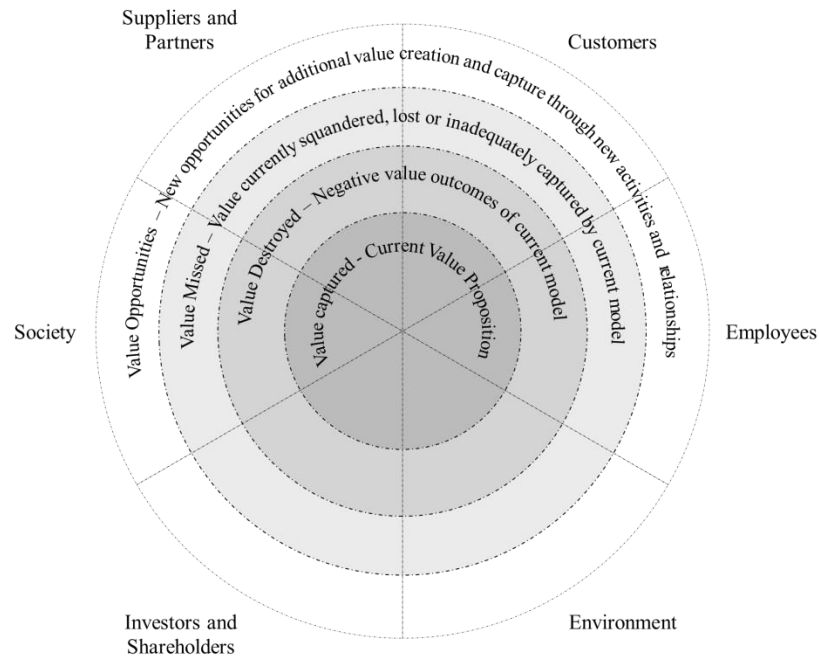 Suppliers and
Partners
Customers
Value Opportunities – New opportunities for additional value creation and capture through new activities and relationships
Value Missed – Value currently squandered, lost or inadequately captured by current model
Value Destroyed – Negative value outcomes of current model
Value captured - Current Value Proposition
Society
Employees
Investors and
Shareholders
Environment